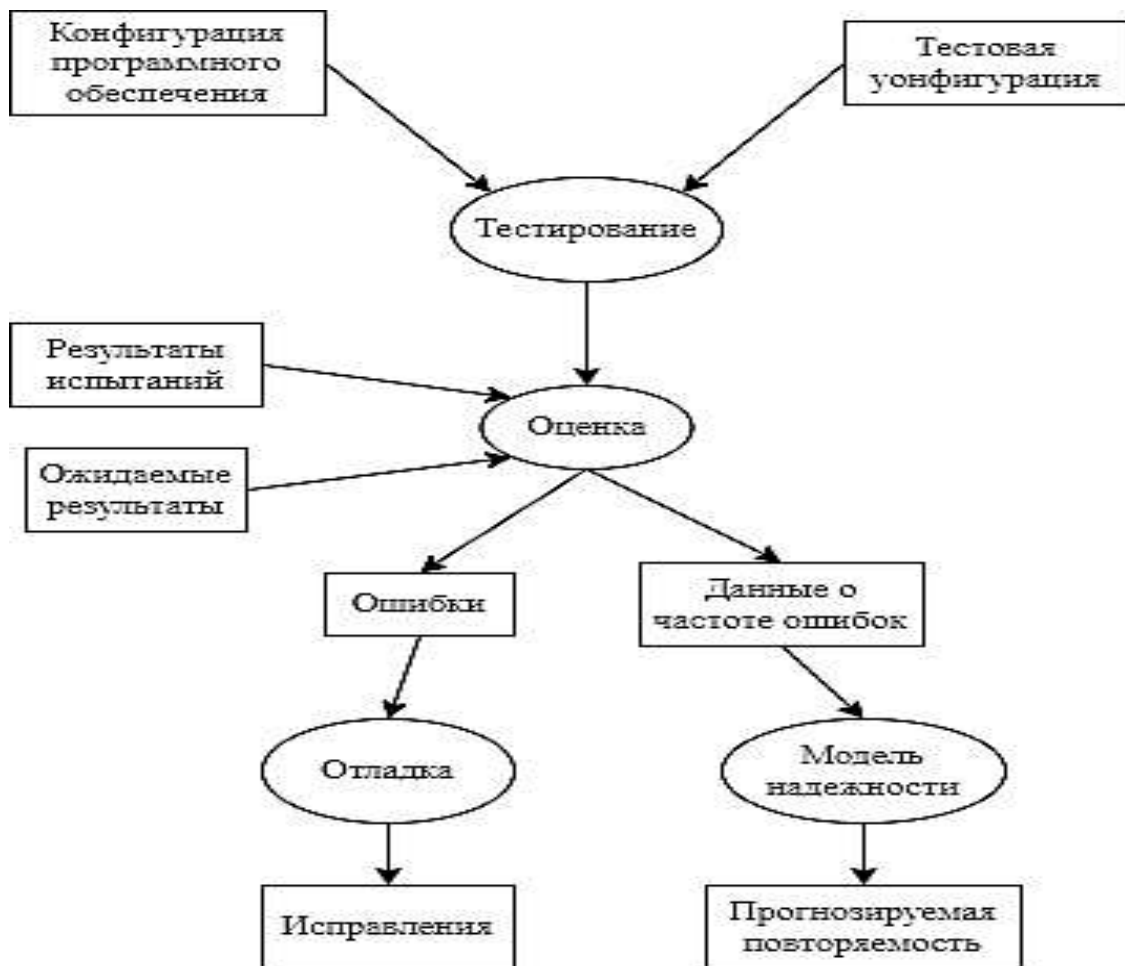 Конфигурация
программного
обеспечения
Тестовая
уонфигурация
Тестирование
Результаты
испытаний
Оценка
Ожидаемые
результаты
Ошибки
Данные о
частоте ошибок
Отладка
Модель
надежности
Исправления
Прогнозируемая
повторяемость